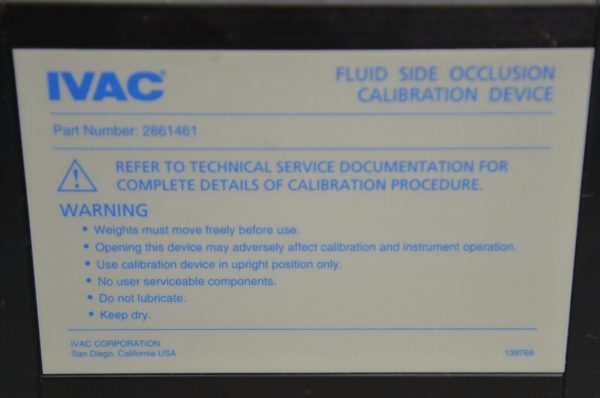 IVAC®
FLUID SIDE OCCLUSION
CALIBRATION DEVICE
Part Number: 2861461
REFER TO TECHNICAL SERVICE DOCUMENTATION FOR
COMPLETE DETAILS OF CALIBRATION PROCEDURE.
WARNING
• Weights must move freely before use.
• Opening this device may adversely affect calibration and instrument operation.
• Use calibration device in upright position only.
• No user serviceable components.
• Do not lubricate.
• Keep dry.
IVAC CORPORATION
San Diego, California USA
139769